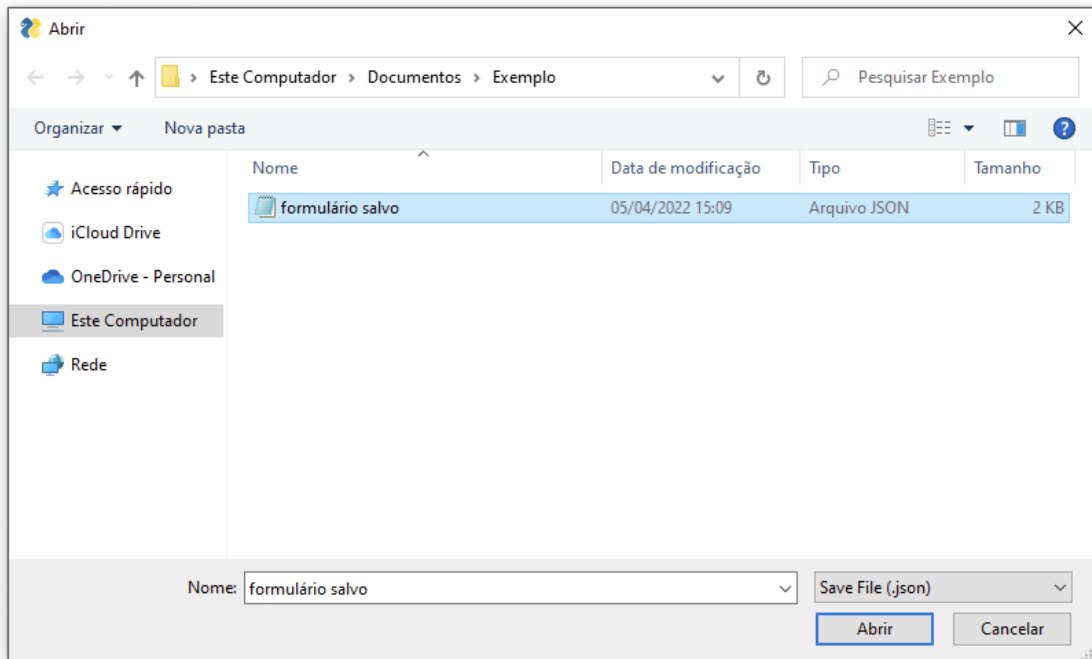 Abrir
Este Computador > Documentos > Exemplo
Pesquisar Exemplo
Organizar
Nova pasta
Nome
Data de modificação
Tipo
Tamanho
formulário salvo
05/04/2022 15:09
Arquivo JSON
2 KB
Acesso rápido
iCloud Drive
OneDrive - Personal
Este Computador
Rede
Nome:
formulário salvo
Save File (.json)
Abrir
Cancelar